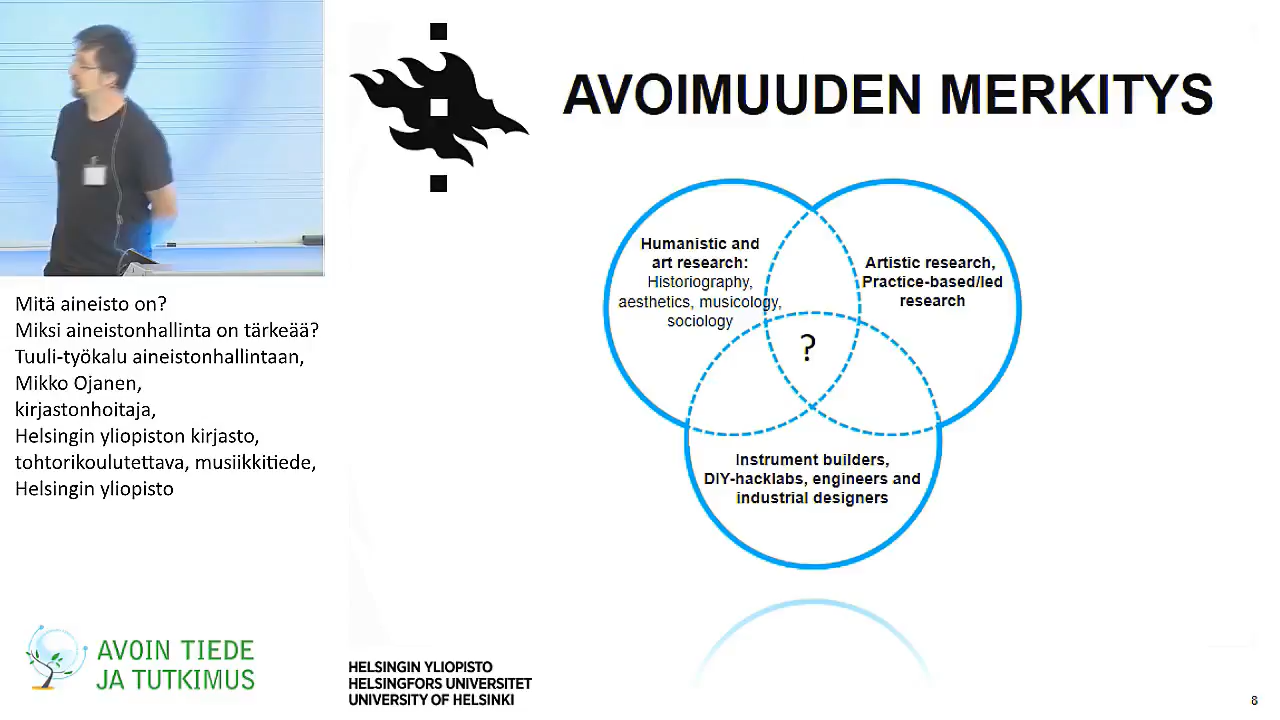 AVOIMUUDEN MERKITYS
Humanistic and
art research:
Historiography,
aesthetics, musicology,
sociology
Artistic research,
Practice-based/led
research
?
Instrument builders,
DIY-hacklabs, engineers and
industrial designers
Mitä aineisto on?
Miksi aineistonhallinta on tärkeää?
Tuuli-työkalu aineistonhallintaan,
Mikko Ojanen,
kirjastonhoitaja,
Helsingin yliopiston kirjasto,
tohtorikoulutettava, musiikkitiede,
Helsingin yliopisto
AVOIN TIEDE
JA TUTKIMUS
HELSINGIN YLIOPISTO
HELSINGFORS UNIVERSITET
UNIVERSITY OF HELSINKI
8